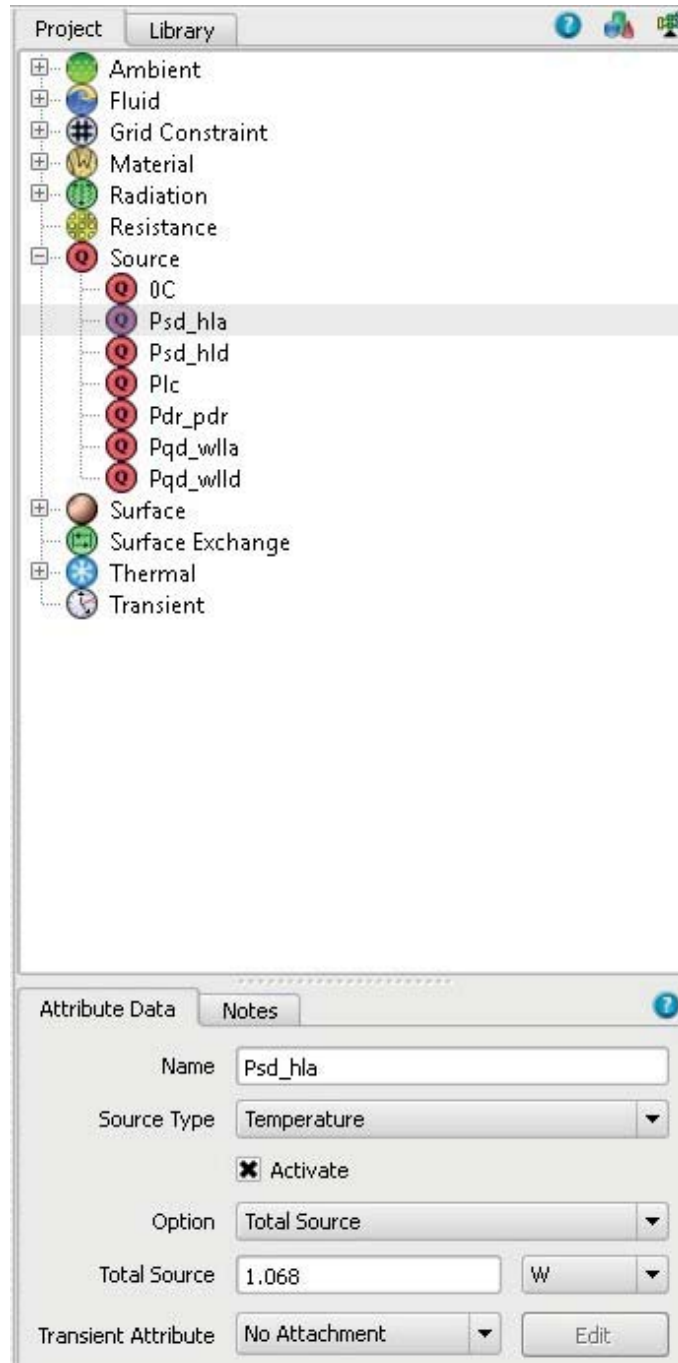 Project Library
Ambient
Fluid
Grid Constraint
Material
Radiation
Resistance
Source
0C
Psd_hla
Psd_hld
Plc
Pdr_pdr
Pqd_wlla
Pqd_wlld
Surface
Surface Exchange
Thermal
Transient
Attribute Data Notes
Name Psd_hla
Source Type Temperature
Activate
Option Total Source
Total Source 1.068 W
Transient Attribute No Attachment Edit